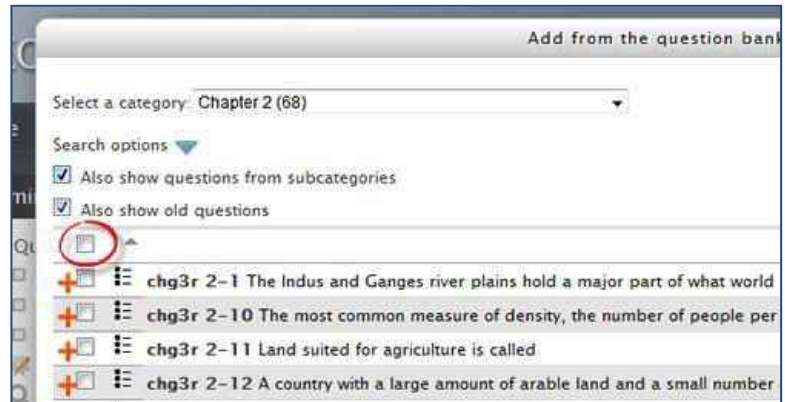 Add from the question bank
Select a category: Chapter 2 (68)
Search options
Also show questions from subcategories
Also show old questions
chg3r 2-1 The Indus and Ganges river plains hold a major part of what world
chg3r 2-10 The most common measure of density, the number of people per
chg3r 2-11 Land suited for agriculture is called
chg3r 2-12 A country with a large amount of arable land and a small number